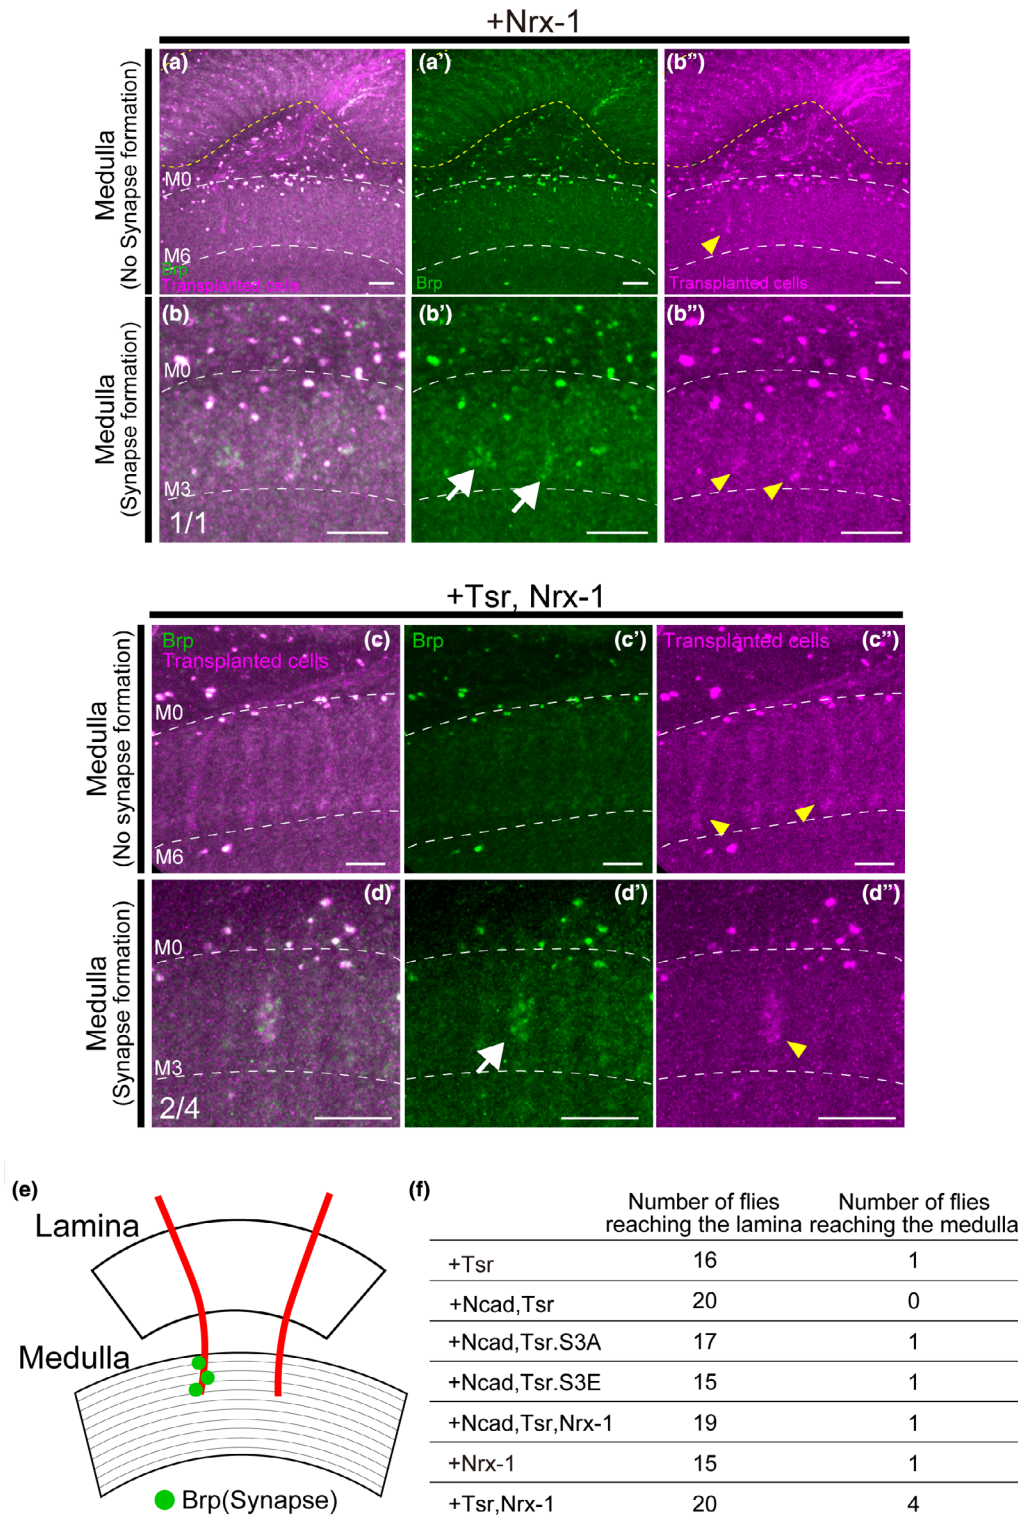 +Nrx-1
Medulla
(No Synapse formation)
(a)
M0
M6
Brp
Transplanted cells
(a')
Brp
(b'')
Transplanted cells
Medulla
(Synapse formation)
(b)
M0
M3
1/1
(b')
(b'')
+Tsr, Nrx-1
Medulla
(No synapse formation)
Brp
Transplanted cells
(c)
M0
M6
Brp
(c')
Transplanted cells
(c'')
Medulla
(Synapse formation)
(d)
M0
M3
2/4
(d')
(d'')
(e)
Lamina
Medulla
Brp(Synapse)
(f)
Number of flies reaching the lamina Number of flies reaching the medulla
+Tsr 16 1
+Ncad,Tsr 20 0
+Ncad,Tsr.S3A 17 1
+Ncad,Tsr.S3E 15 1
+Ncad,Tsr,Nrx-1 19 1
+Nrx-1 15 1
+Tsr,Nrx-1 20 4